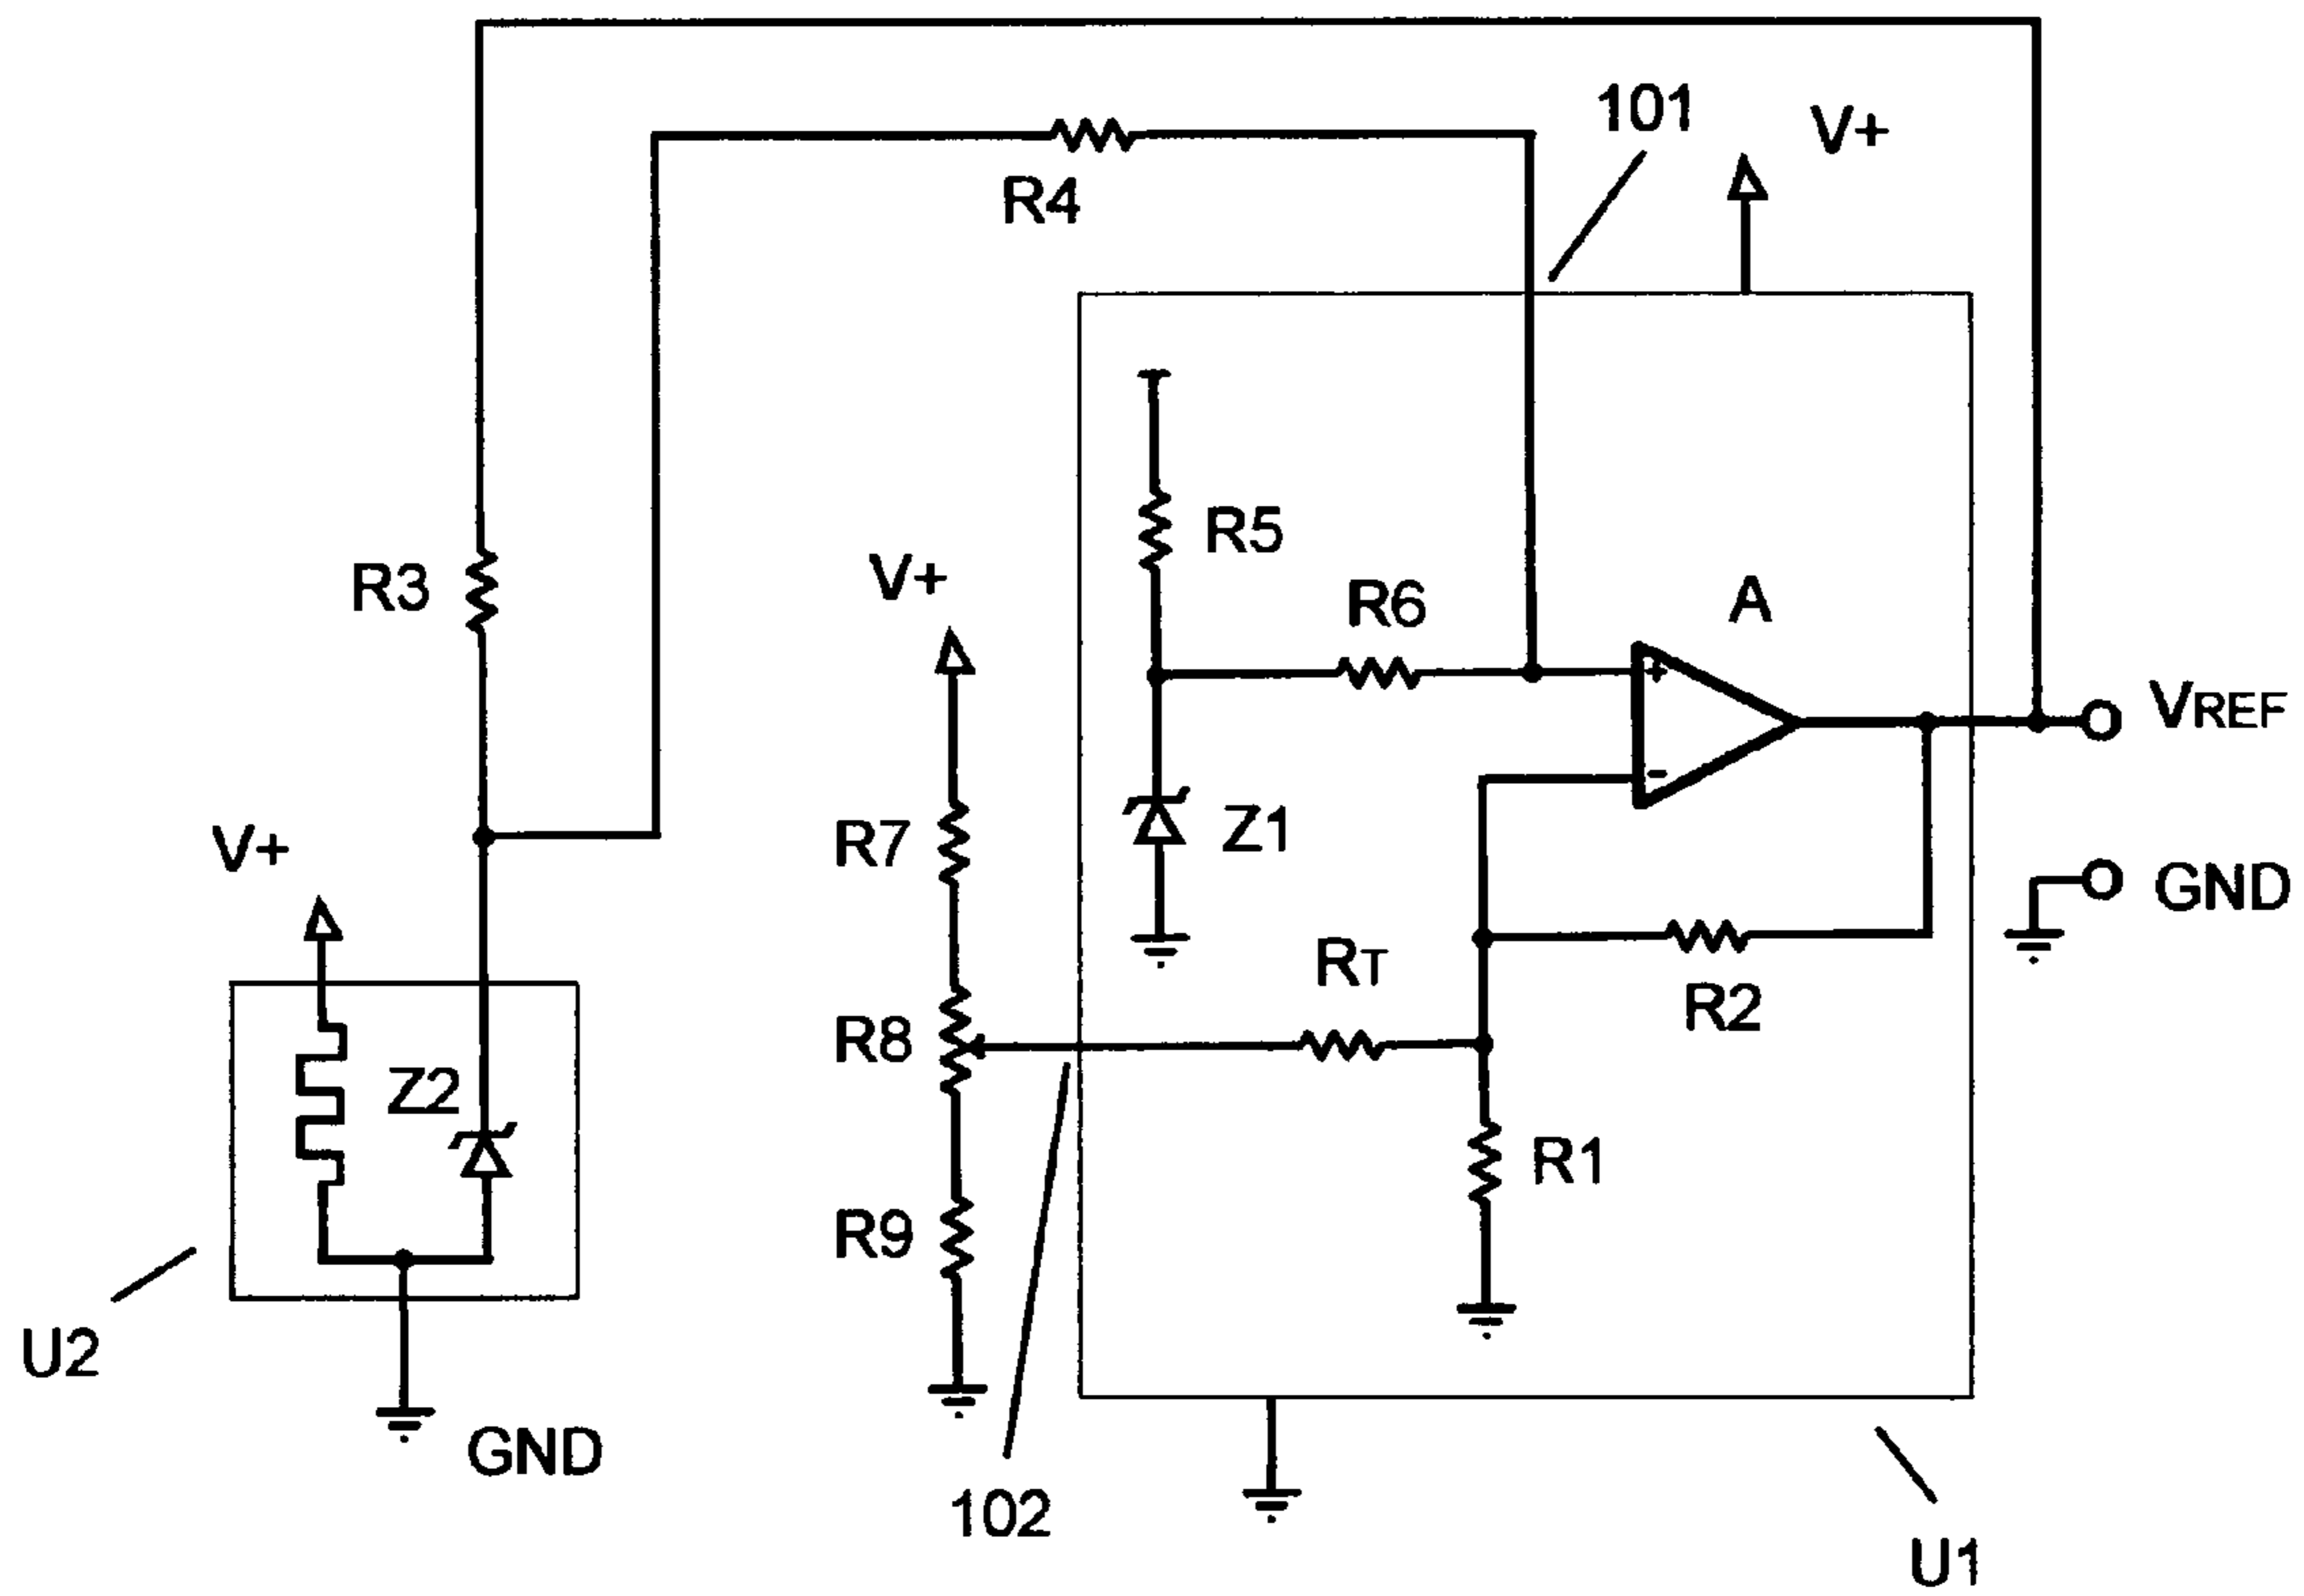 101
V+
R4
R5
V+
R3
R6
A
VREF
V+
R7
Z1
GND
RT
R2
R8
Z2
R1
R9
U2
GND
102
U1
+
-